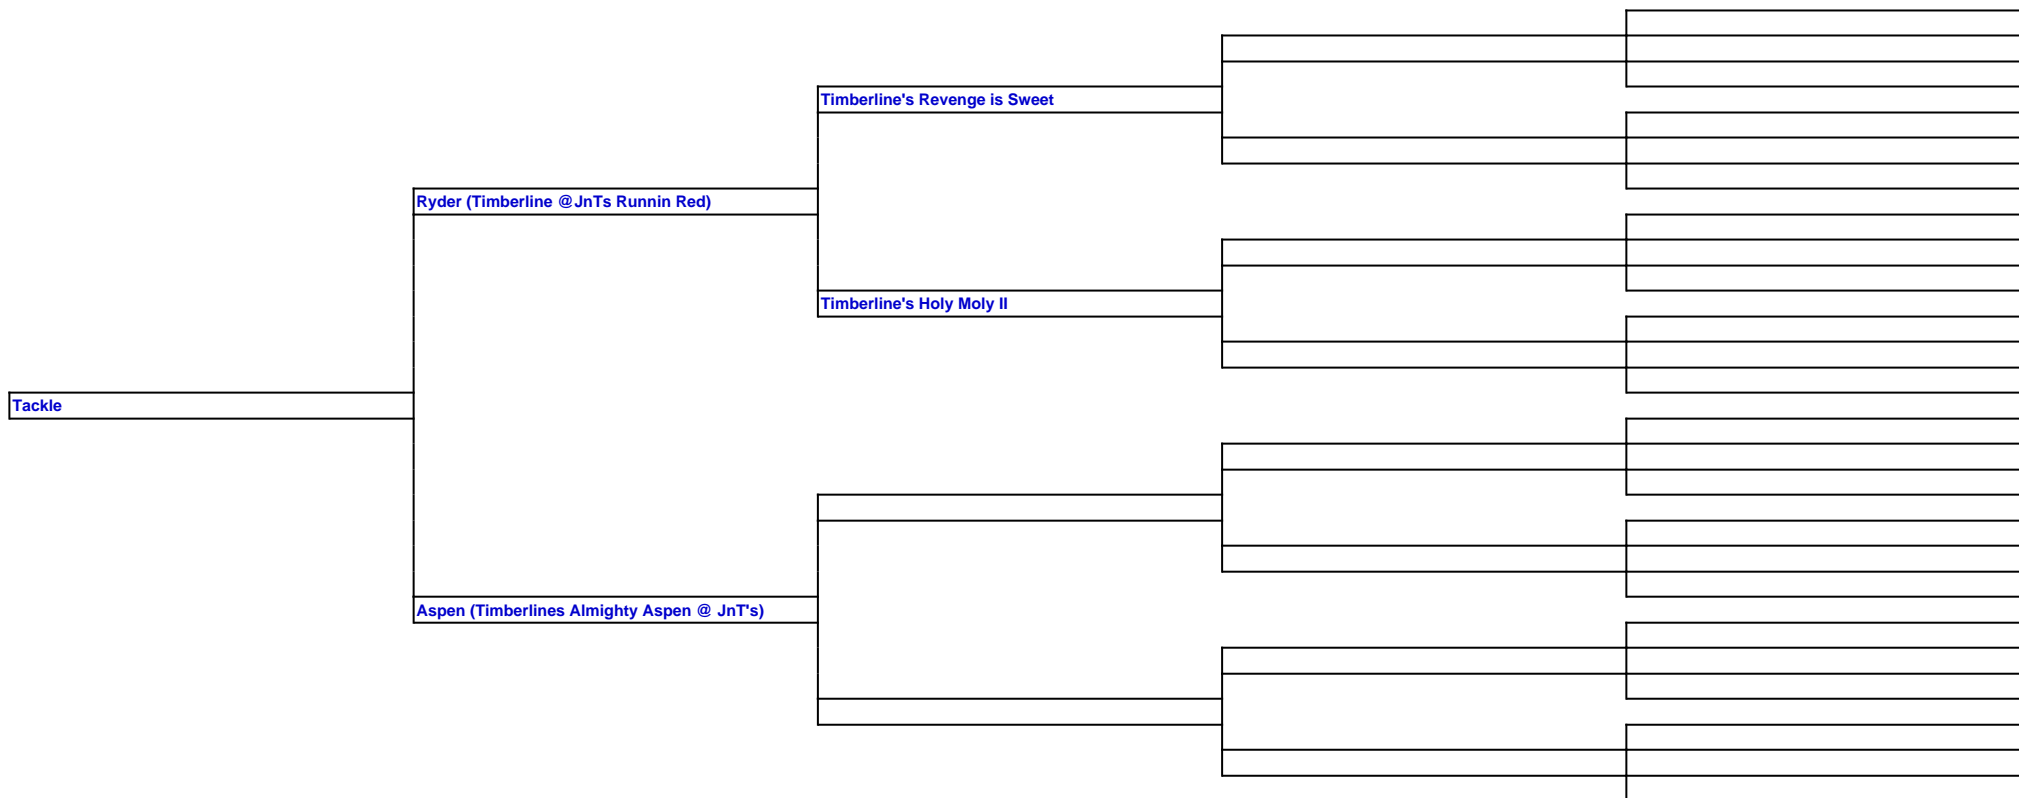 Timberline's Revenge is Sweet
Ryder (Timberline @JnTs Runnin Red)
Timberline's Holy Moly II
Tackle
Aspen (Timberlines Almighty Aspen @ JnT's)